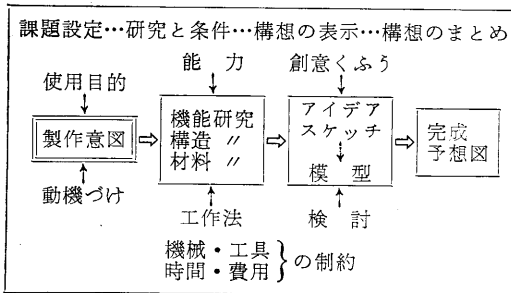 課題設定…研究と条件…構想の表示…構想のまとめ
能力
創意くふう
使用目的
製作意図
機能研究
構造 〃
材料 〃
アイデア
スケッチ
模型
完成
予想図
動機づけ
工作法
検討
機械・工具
時間・費用
の制約